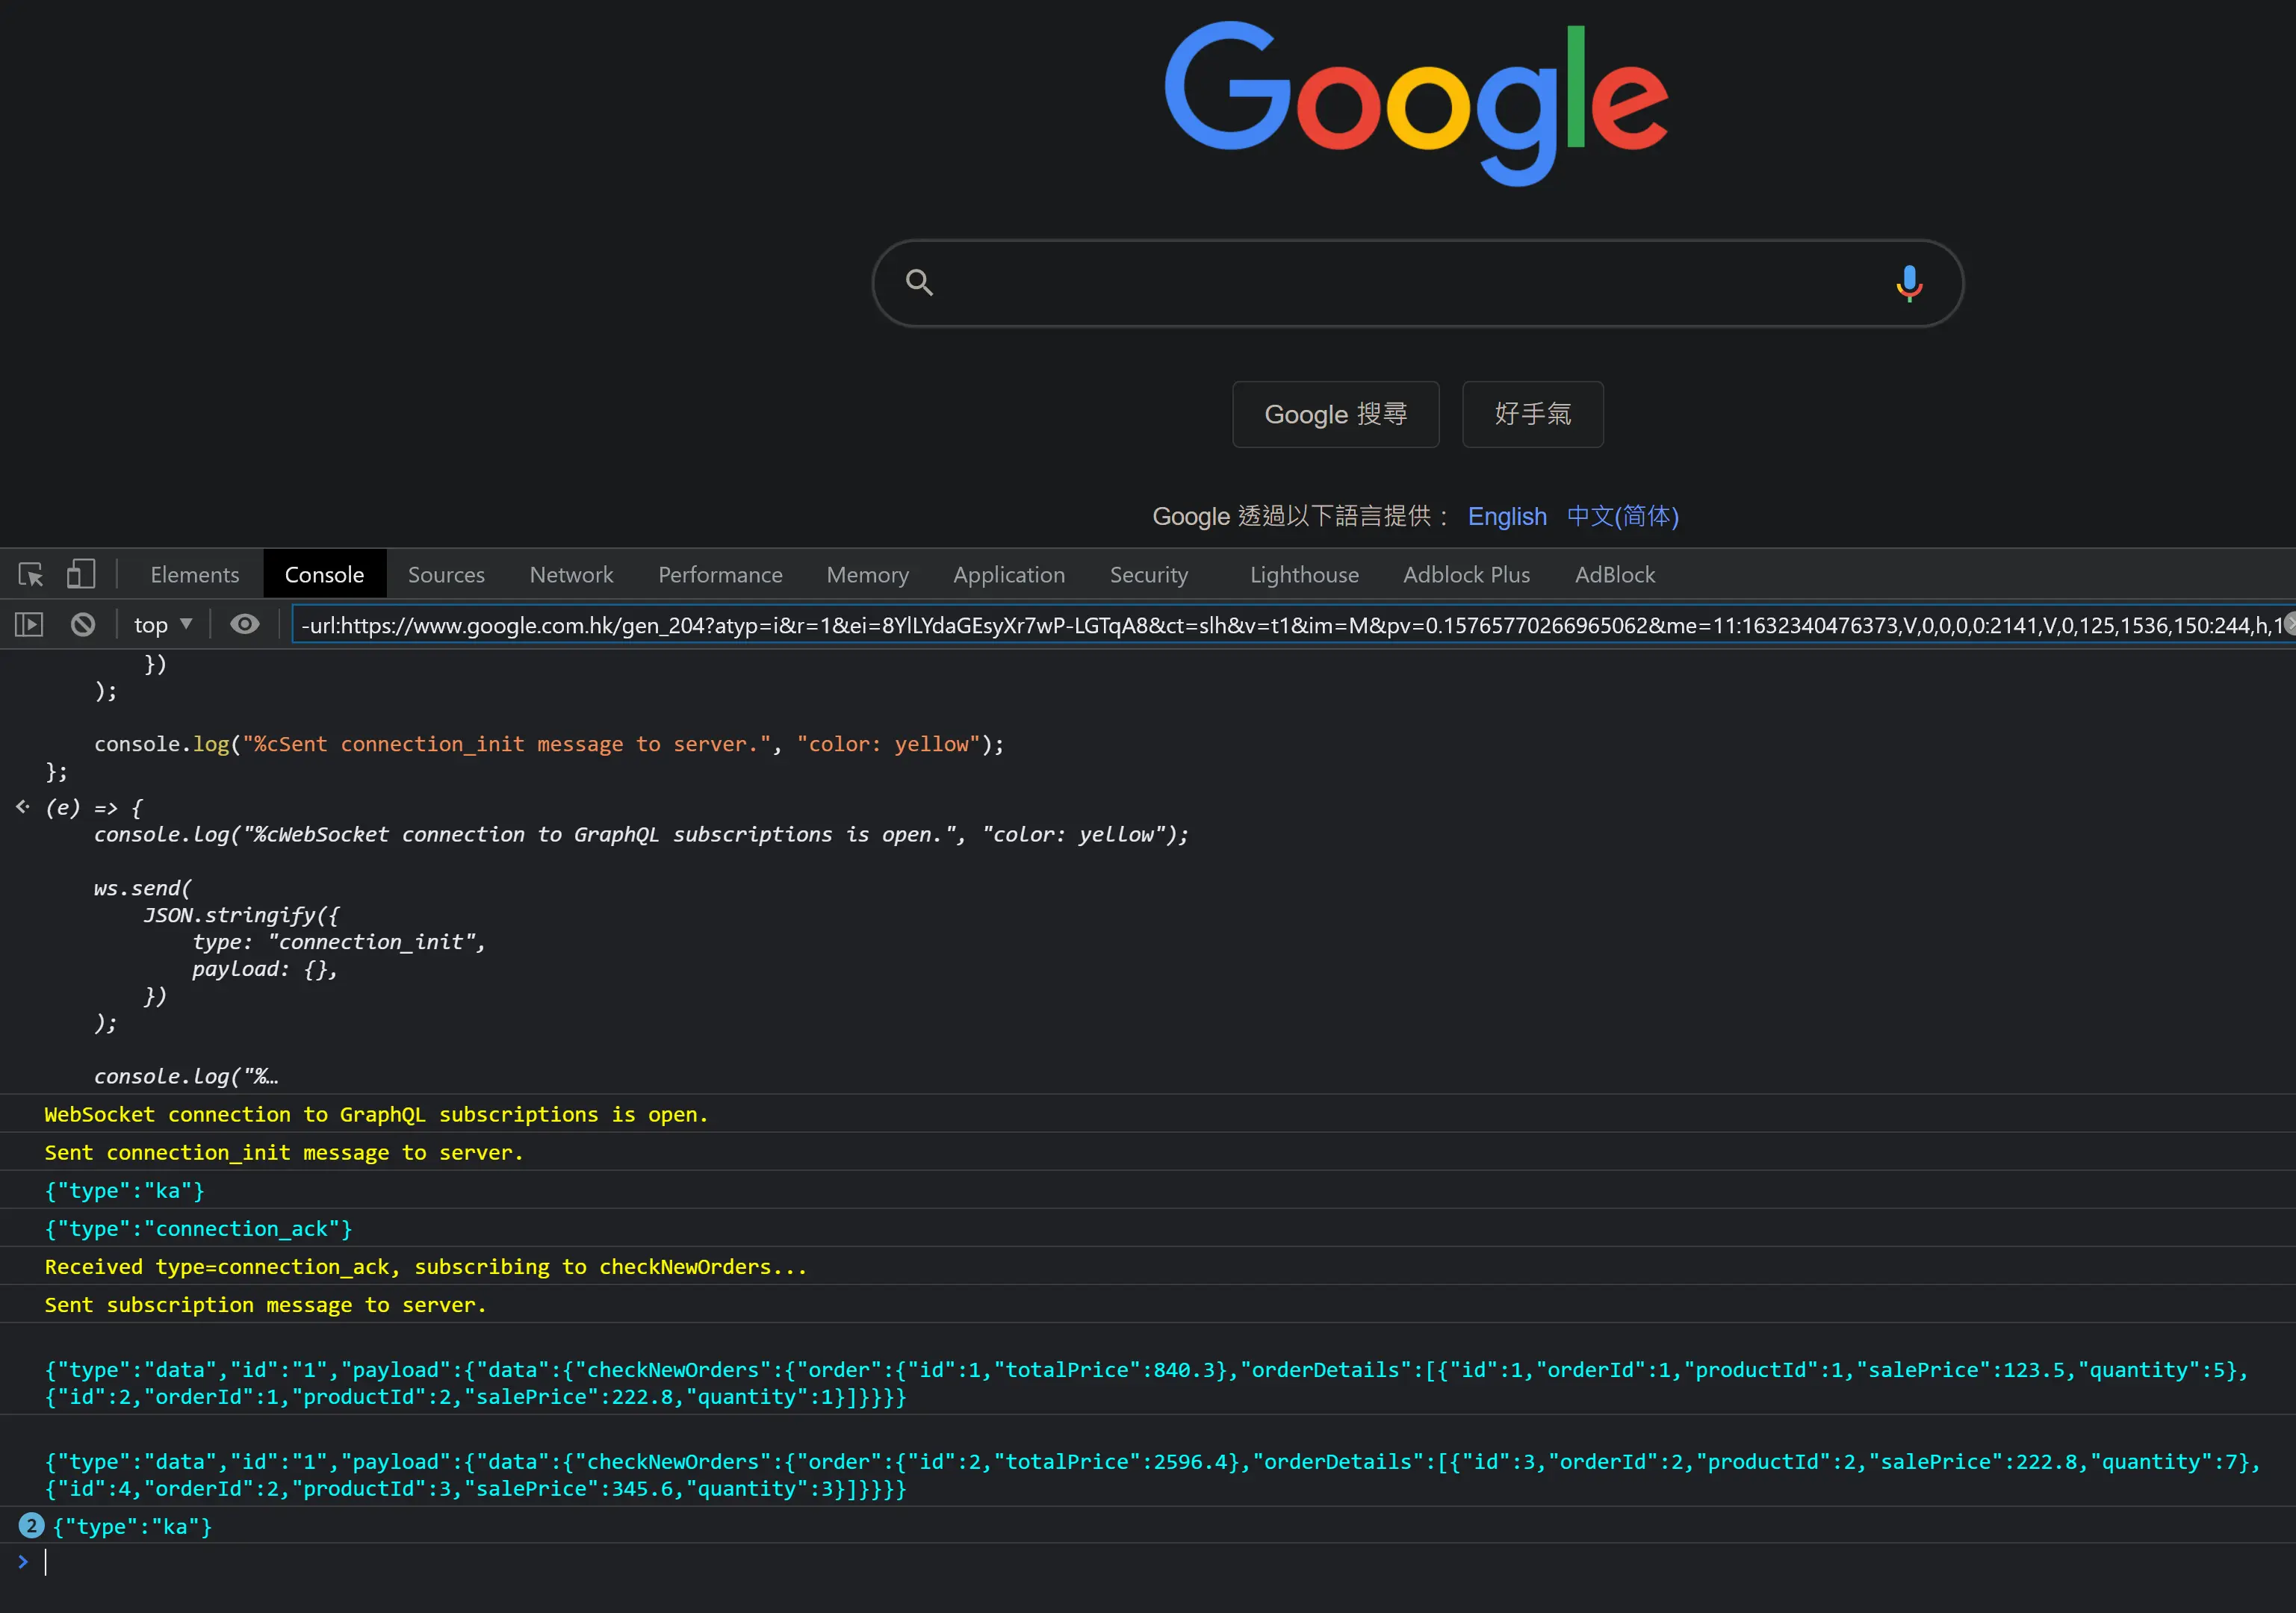 Google
Google 搜尋 好手氣
Google 透過以下語言提供： English 中文(简体)
Elements Console Sources Network Performance Memory Application Security Lighthouse Adblock Plus AdBlock
top ▼ -url:https://www.google.com.hk/gen_204?atyp=i&r=1&ei=8YlLYdaGEsyXr7wP-LGTqA8&ct=slh&v=t1&im=M&pv=0.15765770266965062&me=11:1632340476373,V,0,0,0,0:2141,V,0,125,1536,150:244,h,1
})
);
console.log("%cSent connection_init message to server.", "color: yellow");
};
(e) => {
console.log("%cWebSocket connection to GraphQL subscriptions is open.", "color: yellow");
ws.send(
JSON.stringify({
type: "connection_init",
payload: {},
})
);
console.log("%…
WebSocket connection to GraphQL subscriptions is open.
Sent connection_init message to server.
{"type":"ka"}
{"type":"connection_ack"}
Received type=connection_ack, subscribing to checkNewOrders...
Sent subscription message to server.
{"type":"data","id":"1","payload":{"data":{"checkNewOrders":{"order":{"id":1,"totalPrice":840.3},"orderDetails":[{"id":1,"orderId":1,"productId":1,"salePrice":123.5,"quantity":5},
{"id":2,"orderId":1,"productId":2,"salePrice":222.8,"quantity":1}]}}}}
{"type":"data","id":"1","payload":{"data":{"checkNewOrders":{"order":{"id":2,"totalPrice":2596.4},"orderDetails":[{"id":3,"orderId":2,"productId":2,"salePrice":222.8,"quantity":7},
{"id":4,"orderId":2,"productId":3,"salePrice":345.6,"quantity":3}]}}}}
2 {"type":"ka"}
>